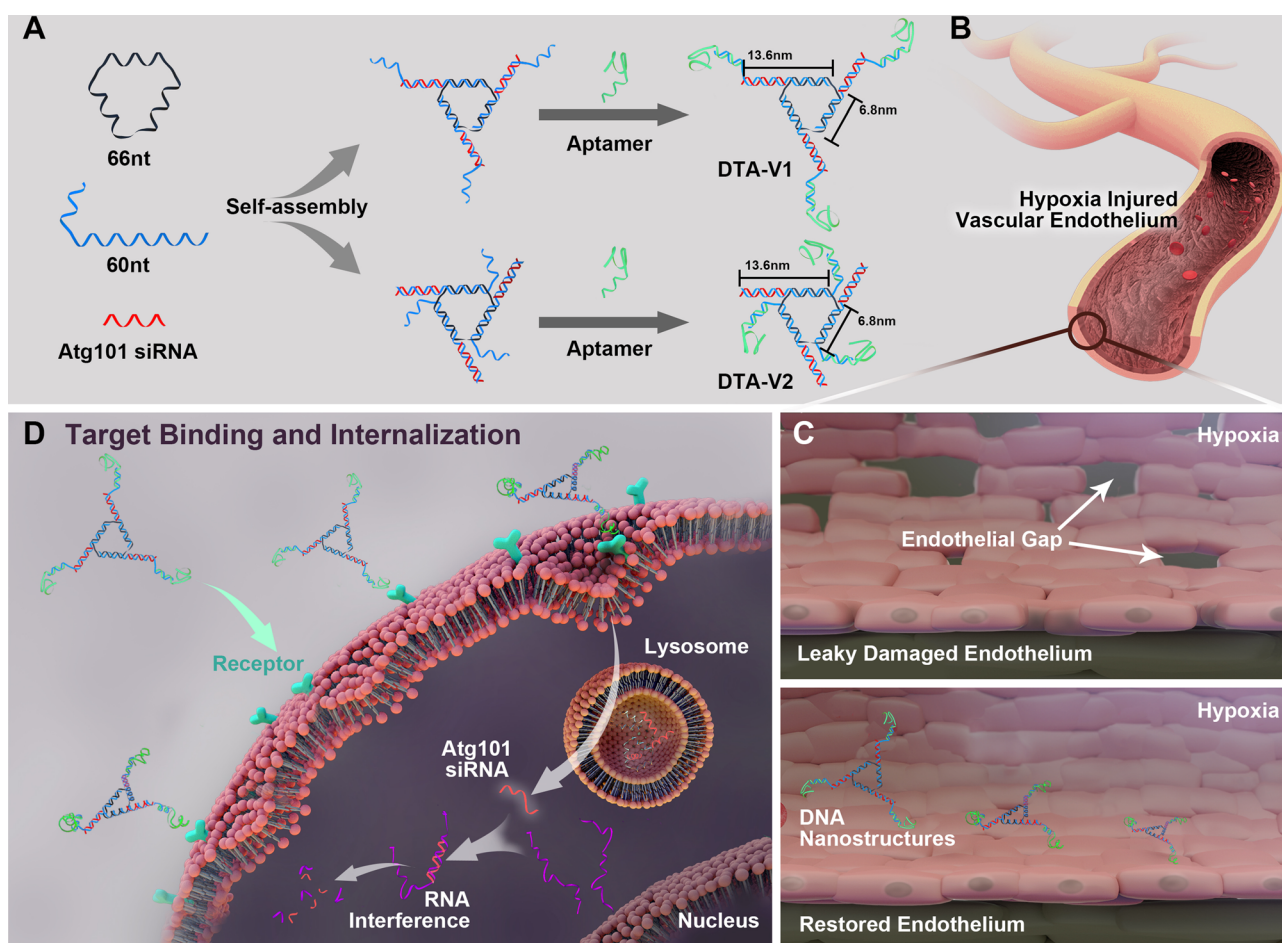 A
66nt
60nt
Atg101 siRNA
Self-assembly
Aptamer
13.6nm
6.8nm
DTA-V1
Aptamer
13.6nm
6.8nm
DTA-V2
B
Hypoxia Injured
Vascular Endothelium
D Target Binding and Internalization
Receptor
Lysosome
Atg101
siRNA
RNA
Interference
Nucleus
C
Hypoxia
Endothelial Gap
Leaky Damaged Endothelium
Hypoxia
DNA
Nanostructures
Restored Endothelium